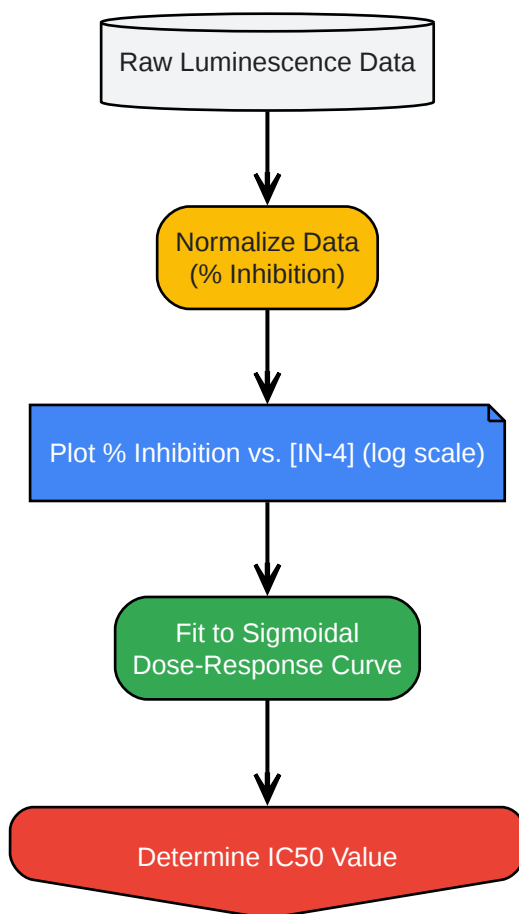 Raw Luminescence Data
Normalize Data
(% Inhibition)
Plot % Inhibition vs. [IN-4] (log scale)
Fit to Sigmoidal
Dose-Response Curve
Determine IC50 Value